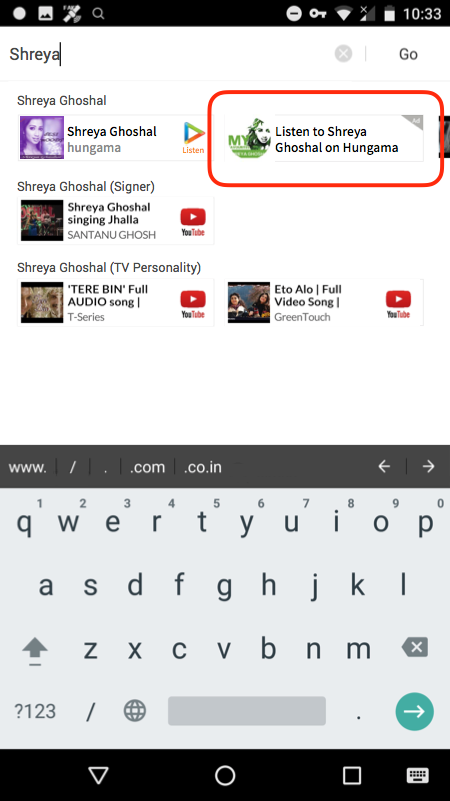 10:33
Shreya
Go
Shreya Ghoshal
Shreya Ghoshal
hungama
Listen
MY
Listen to Shreya
Ghoshal on Hungama
Ad
Shreya Ghoshal (Signer)
Shreya Ghoshal
singing Jhalla
SANTANU GHOSH
YouTube
Shreya Ghoshal (TV Personality)
'TERE BIN' Full
AUDIO song |
T-Series
YouTube
Eto Alo | Full
Video Song |
GreenTouch
YouTube
www. / . .com .co.in
1 2 3 4 5 6 7 8 9 0
q w e r t y u i o p
a s d f g h j k l
z x c v b n m
?123 / .